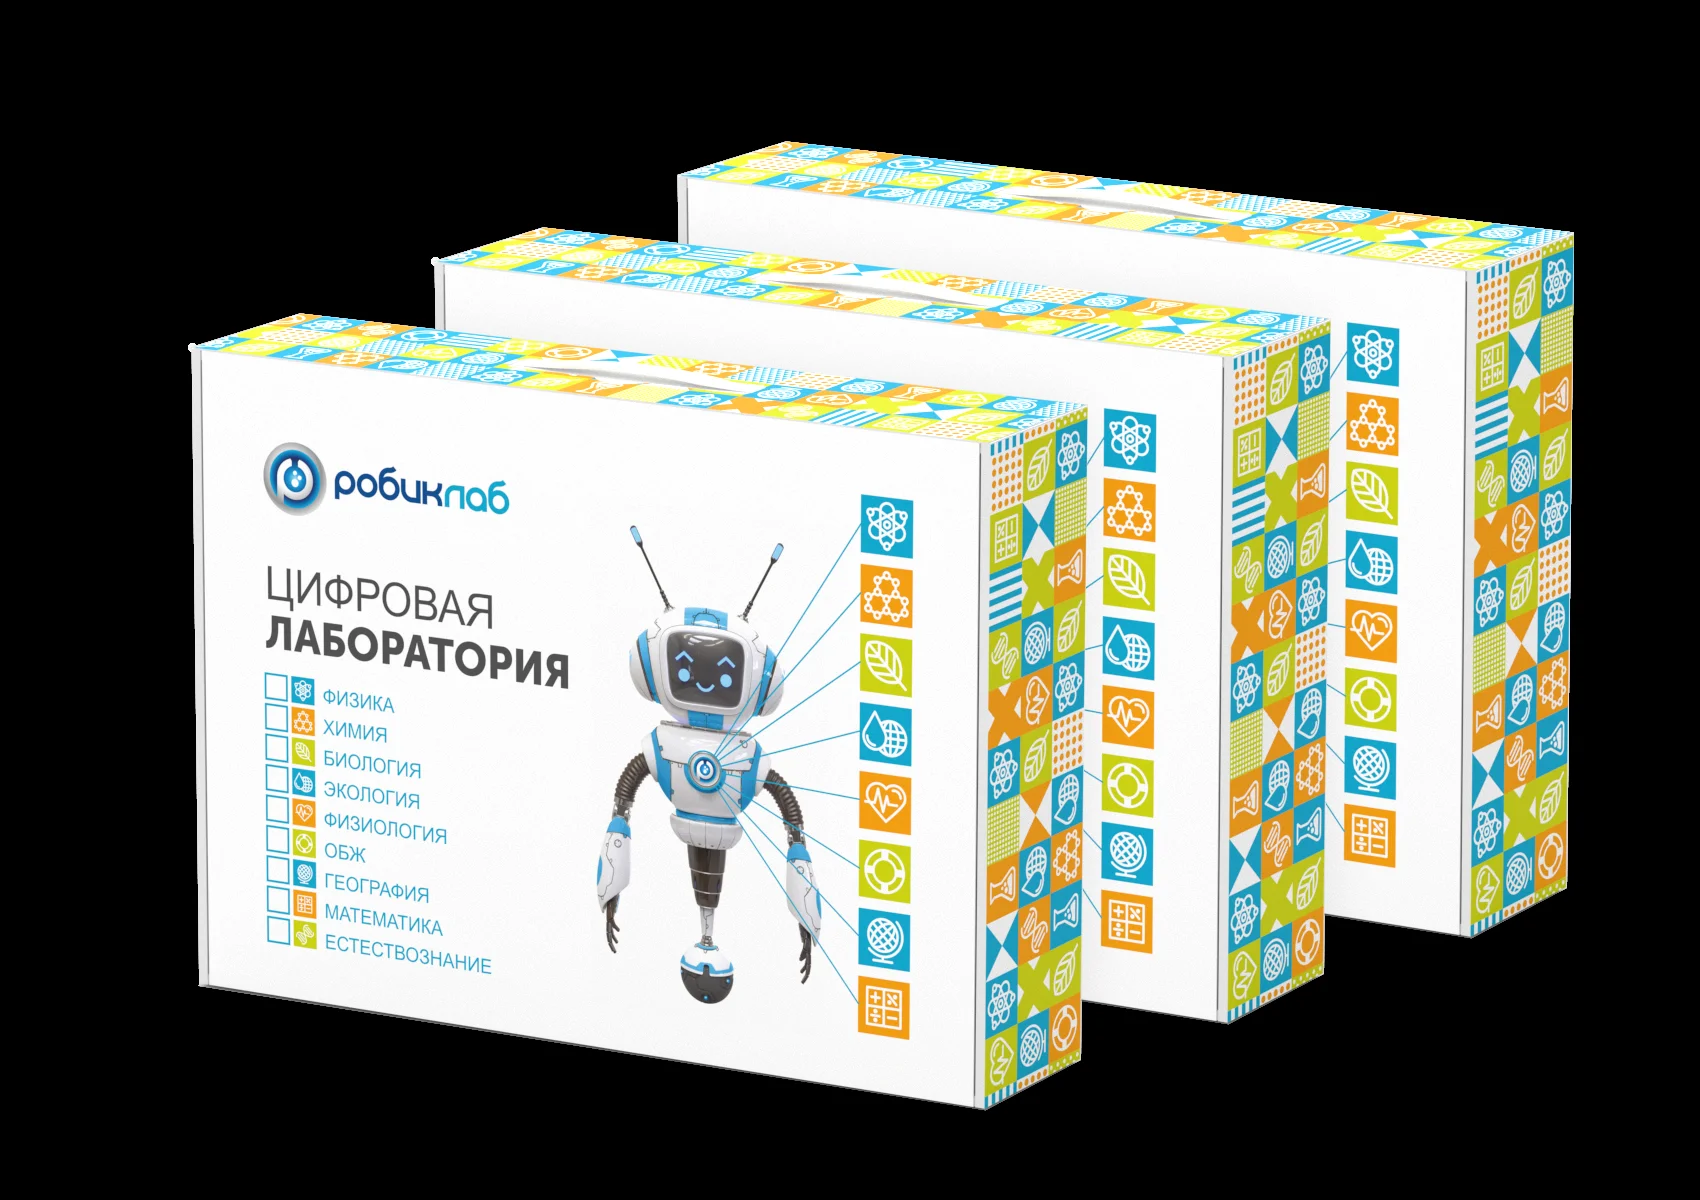 робиклаб
ЦИФРОВАЯ
ЛАБОРАТОРИЯ
ФИЗИКА
ХИМИЯ
БИОЛОГИЯ
ЭКОЛОГИЯ
ФИЗИОЛОГИЯ
ОБЖ
ГЕОГРАФИЯ
МАТЕМАТИКА
ЕСТЕСТВОЗНАНИЕ